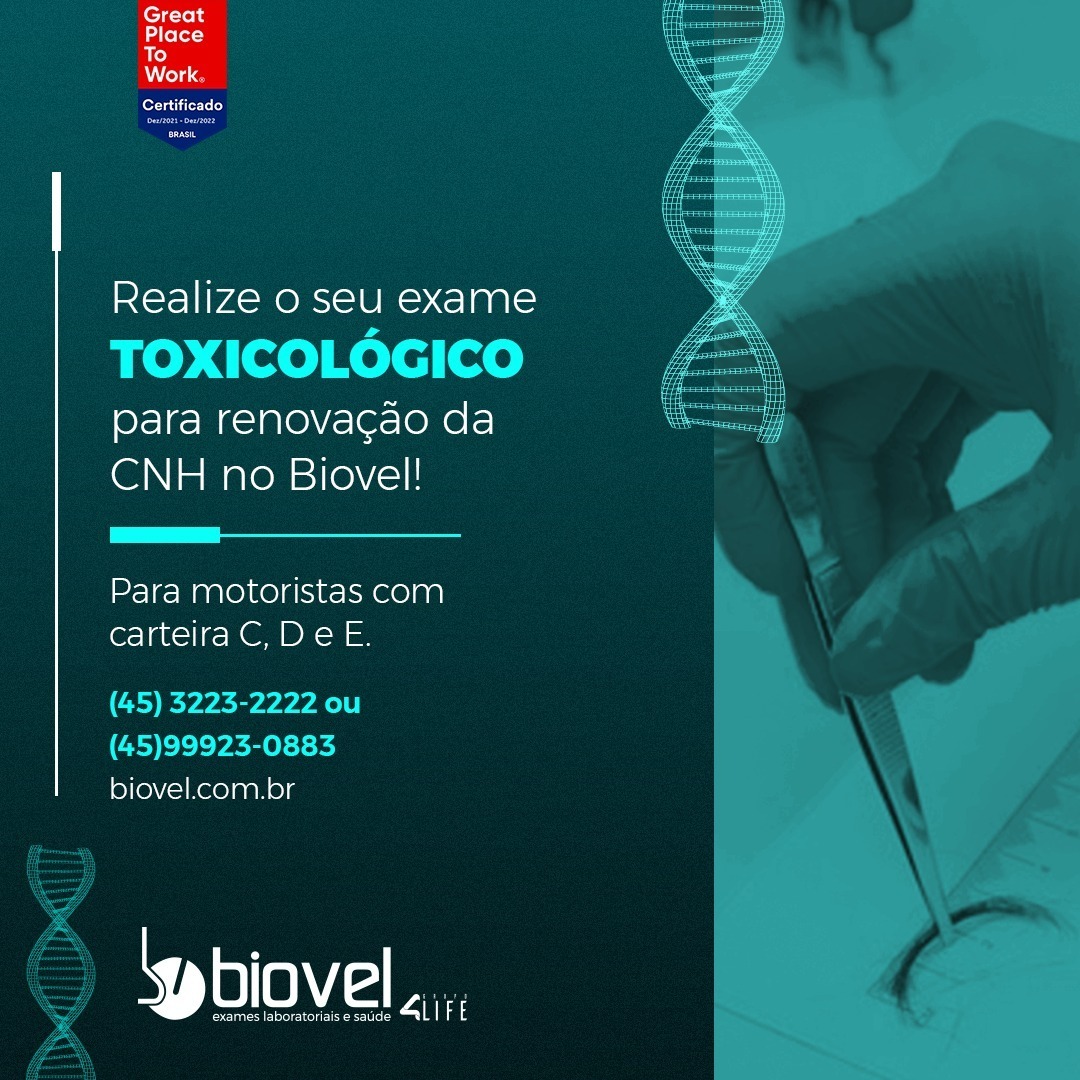 Great
Place
To
Work®
Certificado
Dez/2021 - Dez/2022
BRASIL
Realize o seu exame
TOXICOLÓGICO
para renovação da
CNH no Biovel!
Para motoristas com
carteira C, D e E.
(45) 3223-2222 ou
(45)99923-0883
biovel.com.br
biovel
exames laboratoriais e saúde
GRUPO
4LIFE